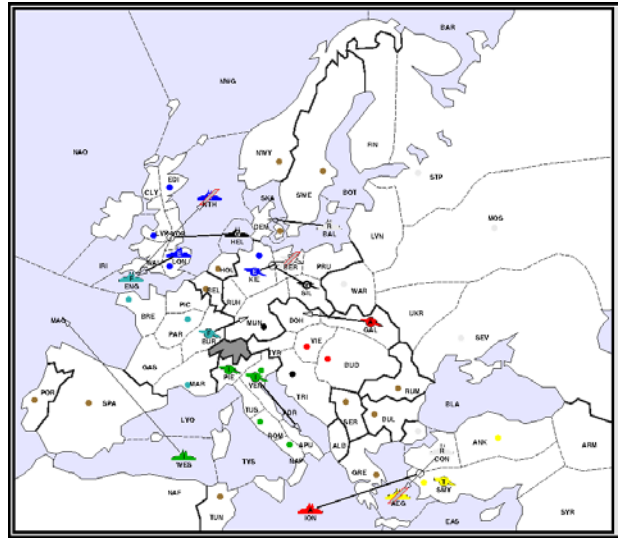 BAR
NWG
NAO
FIN
NWY
STP
EDI
SWE
CLY
BOT
NTH
SKA
MOS
BAL
DEN
LVN
HEL
LON
IRI
HOL
KIE
BER
PRU
ENG
BEL
RUH
SIL
WAR
PIC
UKR
MAO
BRE
MUN
BOH
GAL
PAR
BUR
SEV
VIE
GAS
TYR
BUD
PIE
VEN
MAR
RUM
TRI
POR
SPA
BLA
LYO
TUS
ADR
SER
BUL
ROM
ANK
ARM
APU
ALB
CON
WES
TYS
NAP
GRE
SMY
NAF
AEG
TUN
ION
EAS
SYR